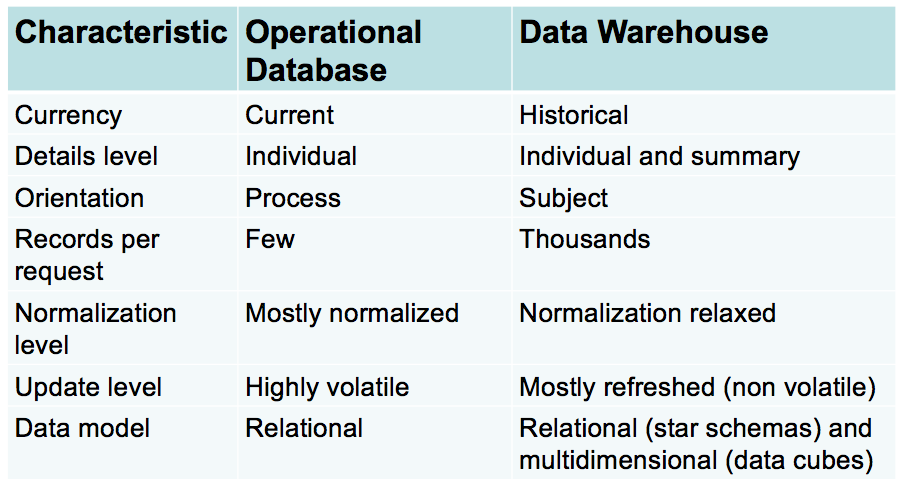 Characteristic Operational Database Data Warehouse
Currency Current Historical
Details level Individual Individual and summary
Orientation Process Subject
Records per request Few Thousands
Normalization level Mostly normalized Normalization relaxed
Update level Highly volatile Mostly refreshed (non volatile)
Data model Relational Relational (star schemas) and multidimensional (data cubes)